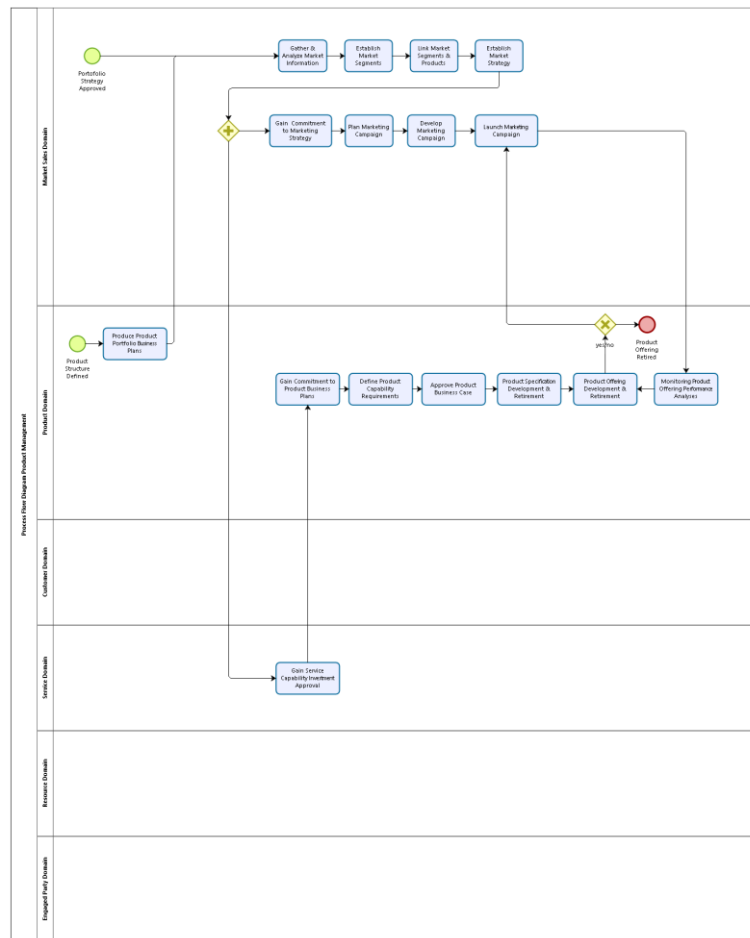 Process Flow Diagram Product Management
Market Sales Domain
Portofolio
Strategy
Approved
Gather &
Analyze Market
Information
Establish
Market
Segments
Link Market
Segments &
Products
Establish
Market
Strategy
Gain Commitment
to Marketing
Strategy
Plan Marketing
Campaign
Develop
Marketing
Campaign
Launch Marketing
Campaign
Product Domain
Product
Structure
Defined
Produce Product
Portfolio Business
Plans
yes/no
Product
Offering
Retired
Gain Commitment to
Product Business
Plans
Define Product
Capability
Requirements
Approve Product
Business Care
Product Specification
Development &
Retirement
Product Offering
Development &
Retirement
Monitoring Product
Offering Performance
Analyses
Customer Domain
Service Domain
Gain Service
Capability Investment
Approval
Resource Domain
Engaged Party Domain